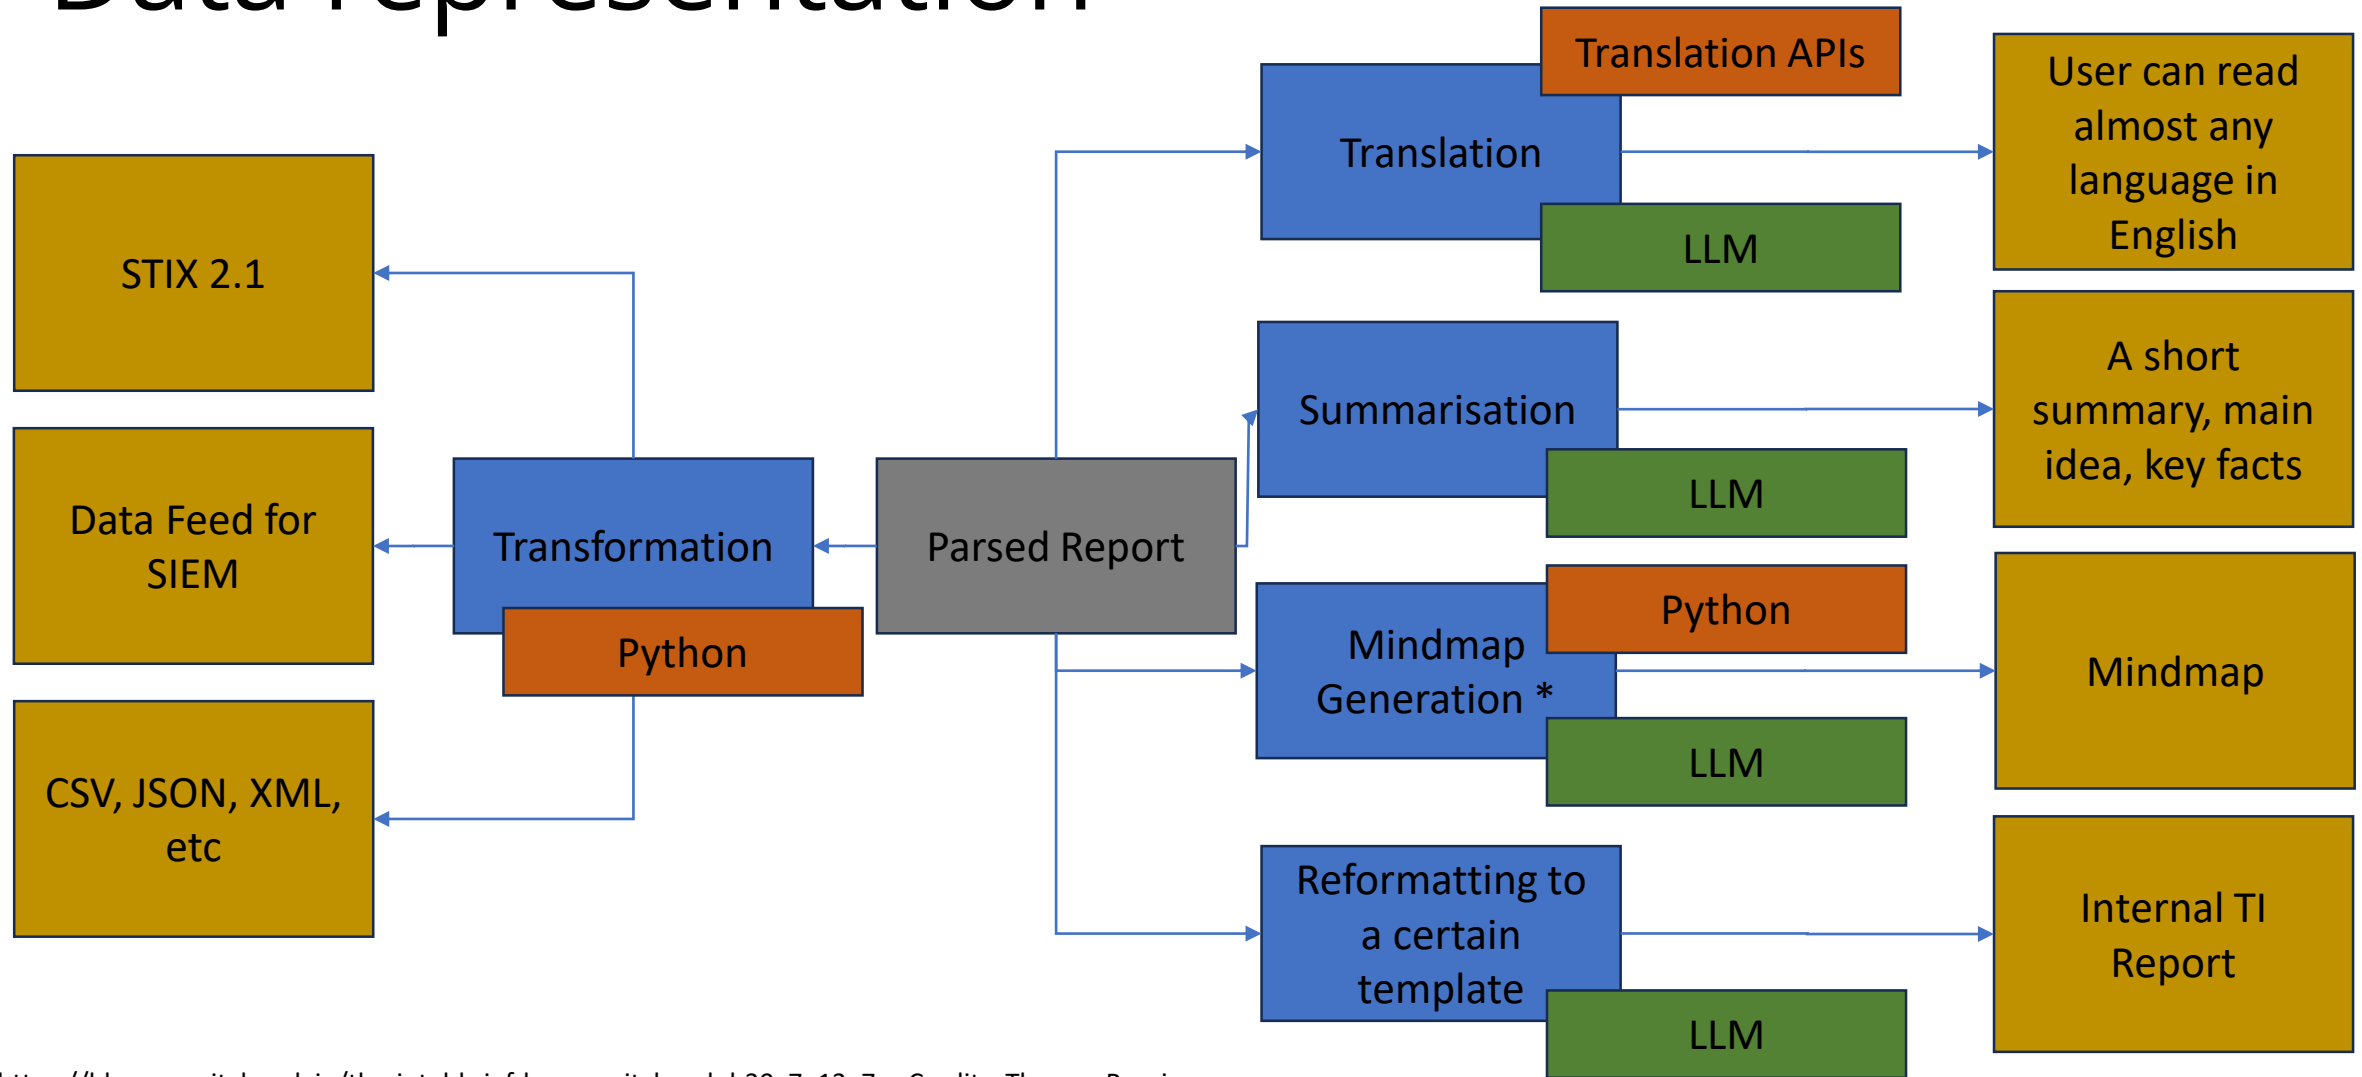 Data representation
Translation APIs
Translation
LLM
User can read
almost any
language in
English
STIX 2.1
Summarisation
LLM
A short
summary, main
idea, key facts
Data Feed for
SIEM
Transformation
Python
Parsed Report
Mindmap
Generation *
Python
LLM
Mindmap
CSV, JSON, XML,
etc
Reformatting to
a certain
template
LLM
Internal TI
Report